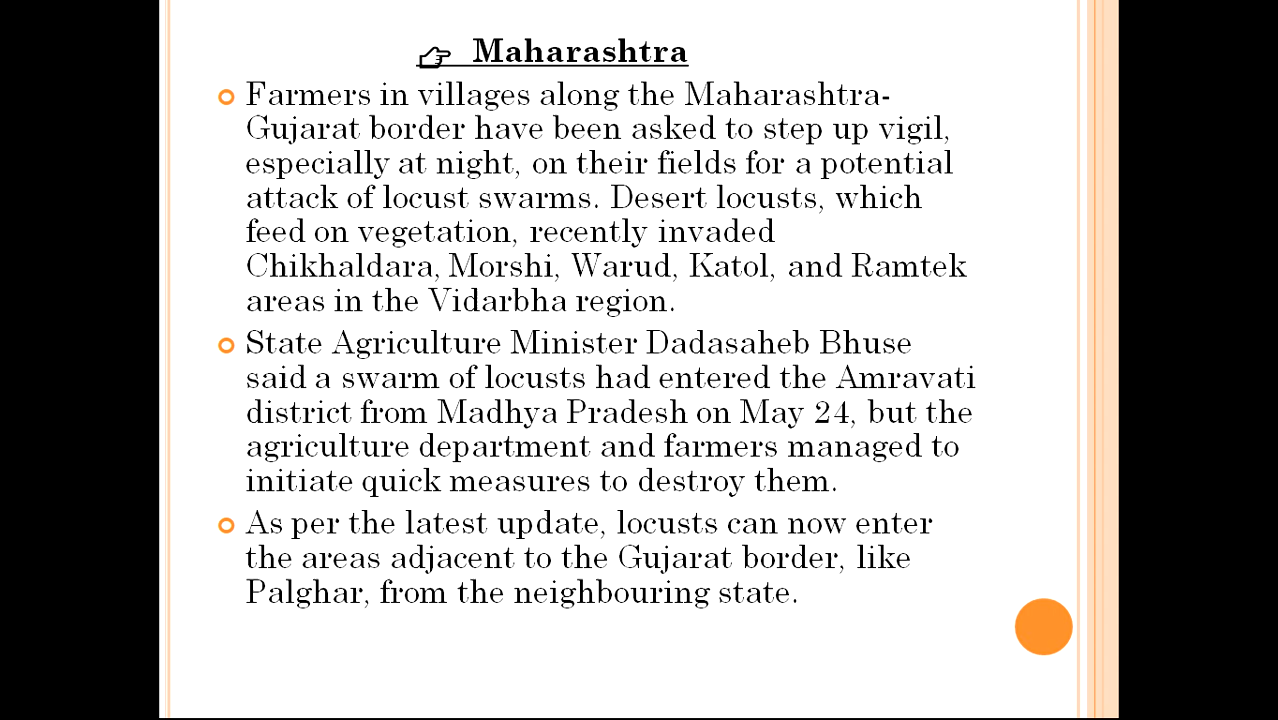 ☞ Maharashtra
Farmers in villages along the Maharashtra-
Gujarat border have been asked to step up vigil,
especially at night, on their fields for a potential
attack of locust swarms. Desert locusts, which
feed on vegetation, recently invaded
Chikhaldara, Morshi, Warud, Katol, and Ramtek
areas in the Vidarbha region.
State Agriculture Minister Dadasaheb Bhuse
said a swarm of locusts had entered the Amravati
district from Madhya Pradesh on May 24, but the
agriculture department and farmers managed to
initiate quick measures to destroy them.
As per the latest update, locusts can now enter
the areas adjacent to the Gujarat border, like
Palghar, from the neighbouring state.